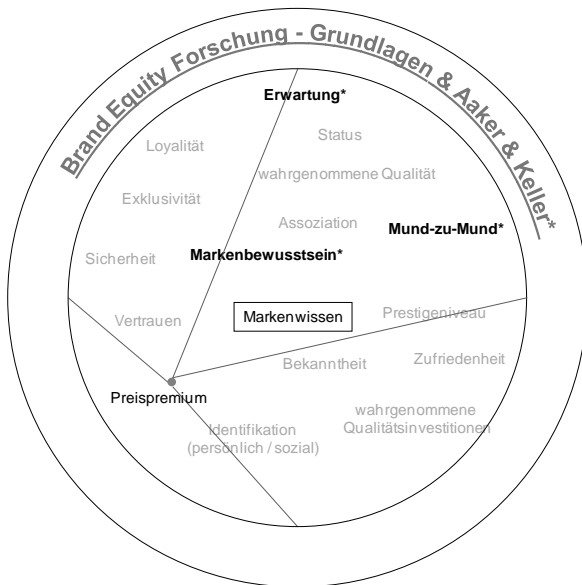 Brand Equity Forschung - Grundlagen & Aaker & Keller*
Erwartung*
Status
Loyalität
wahrgenommene Qualität
Exklusivität
Assoziation
Mund-zu-Mund*
Markenbewusstsein*
Sicherheit
Vertrauen
Markenwissen
Prestigeniveau
Bekanntheit
Zufriedenheit
Preispremium
wahrgenommene
Qualitätsinvestitionen
Identifikation
(persönlich / sozial)